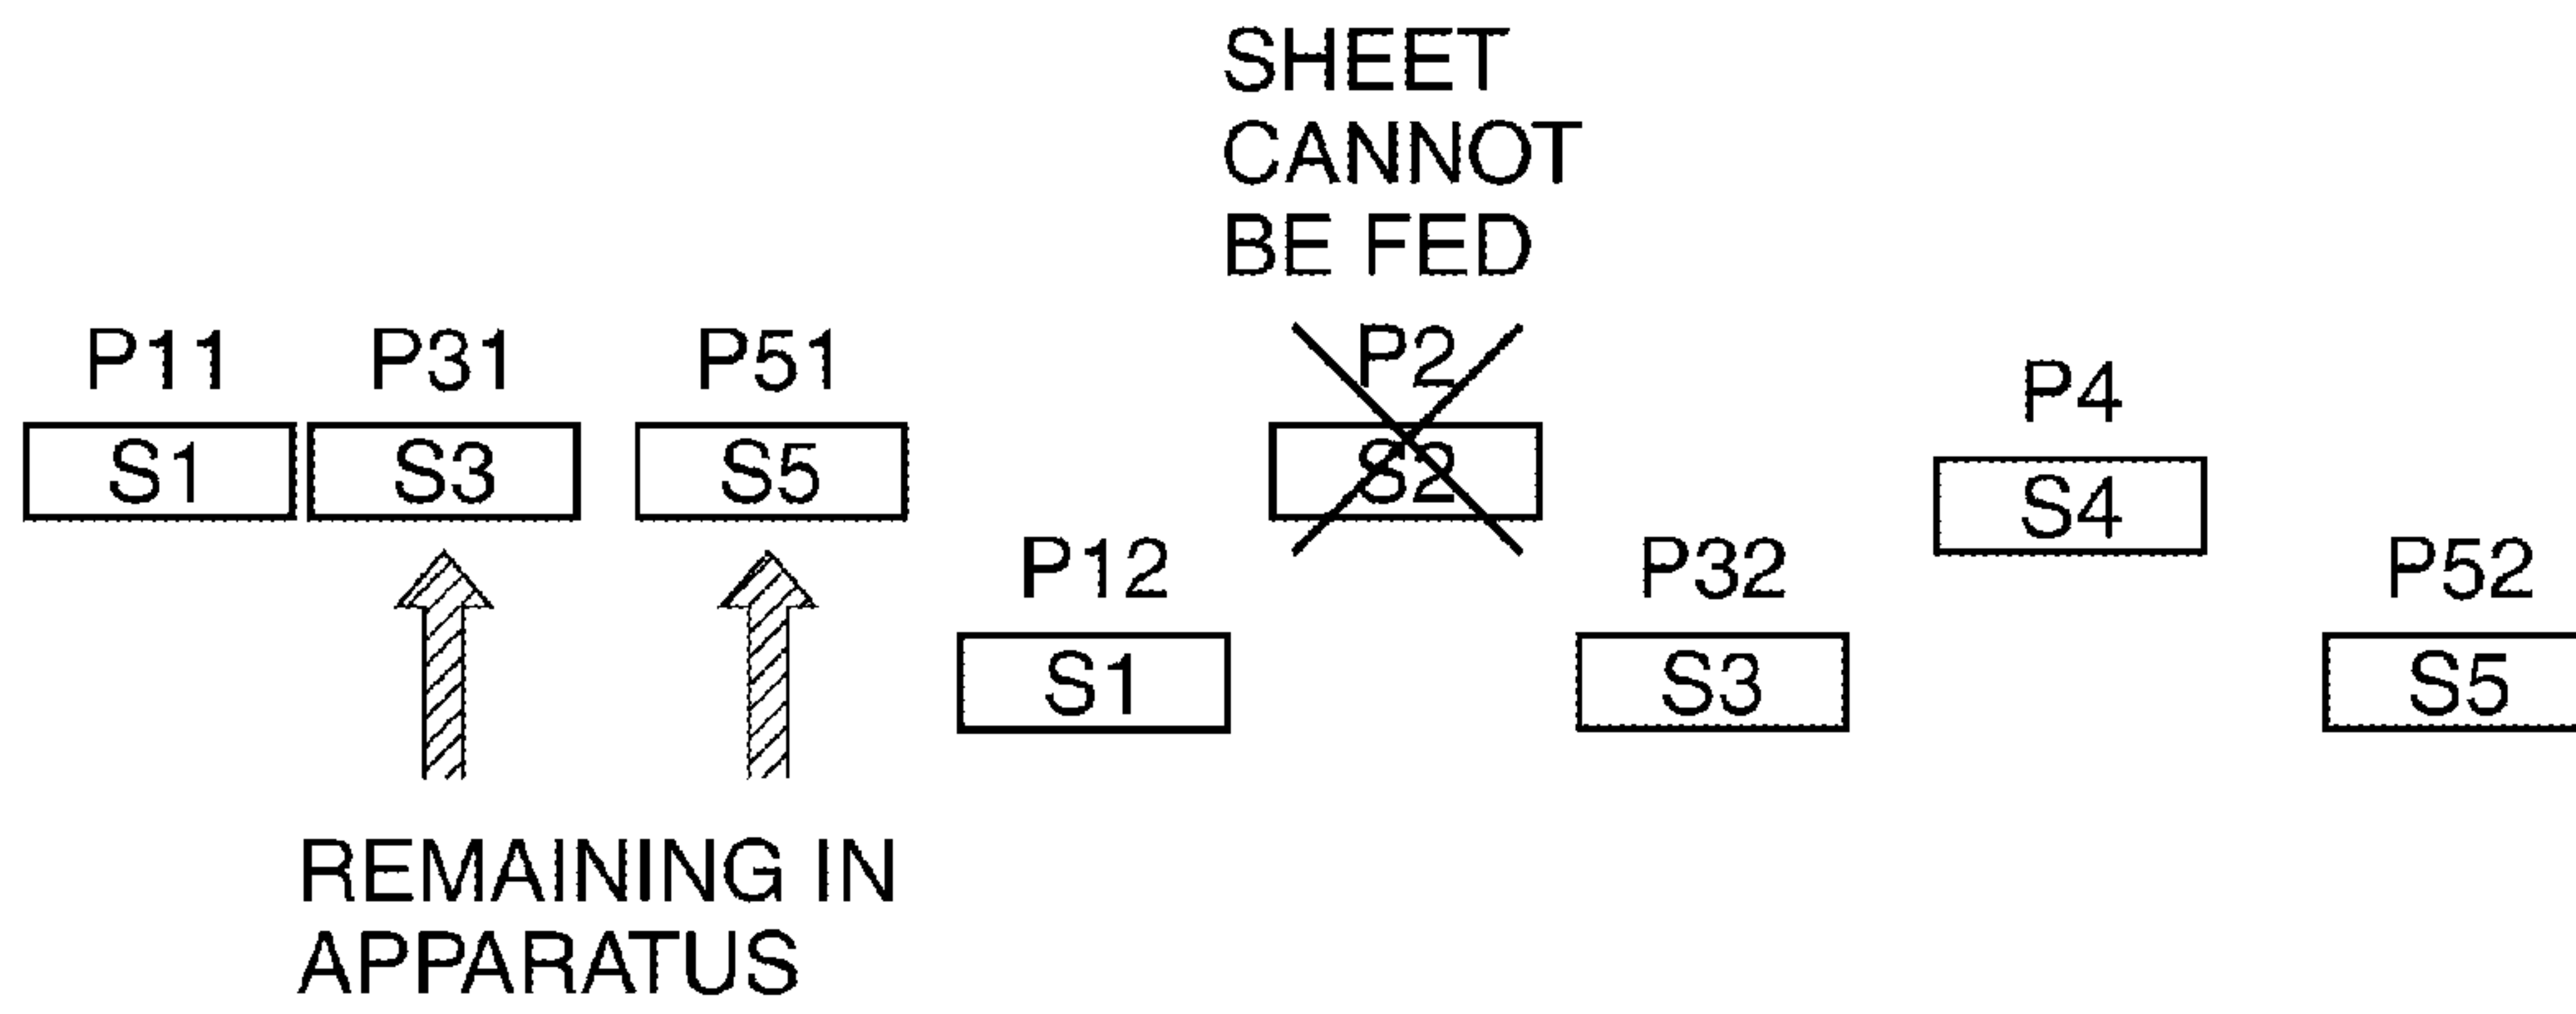 SHEET
CANNOT
BE FED
P11 P31 P51 P2 P4
S1 S3 S5 S2 S4
P12 P32 P52
S1 S3 S5
REMAINING IN
APPARATUS